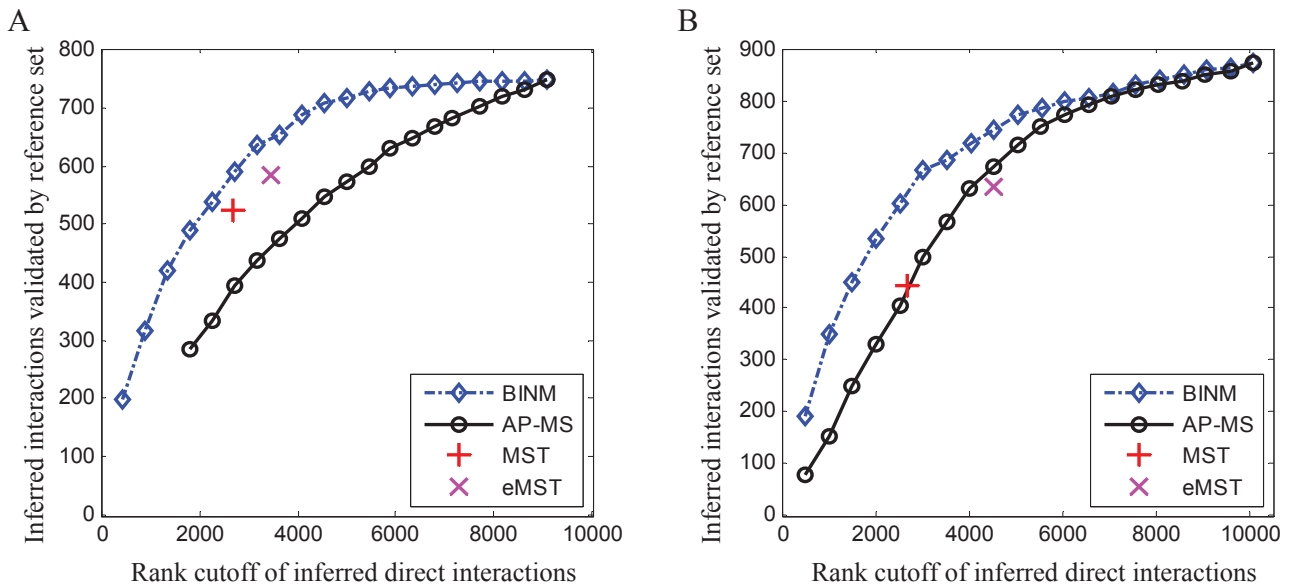 A
Inferred interactions validated by reference set
800
700
600
500
400
300
200
100
0
0 2000 4000 6000 8000 10000
Rank cutoff of inferred direct interactions
BINM
AP-MS
MST
eMST
B
Inferred interactions validated by reference set
900
800
700
600
500
400
300
200
100
0
0 2000 4000 6000 8000 10000
Rank cutoff of inferred direct interactions
BINM
AP-MS
MST
eMST